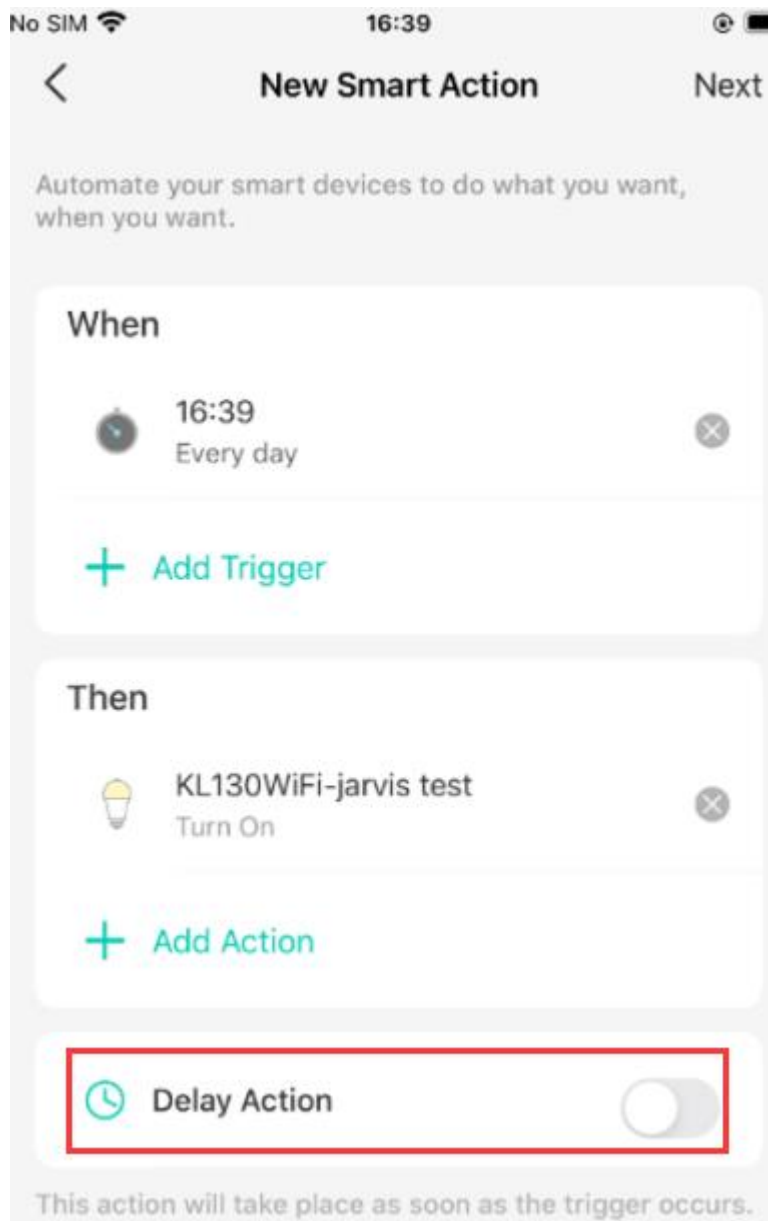 No SIM 16:39
New Smart Action Next
Automate your smart devices to do what you want,
when you want.
When
16:39
Every day
Add Trigger
Then
KL130WiFi-jarvis test
Turn On
Add Action
Delay Action
This action will take place as soon as the trigger occurs.